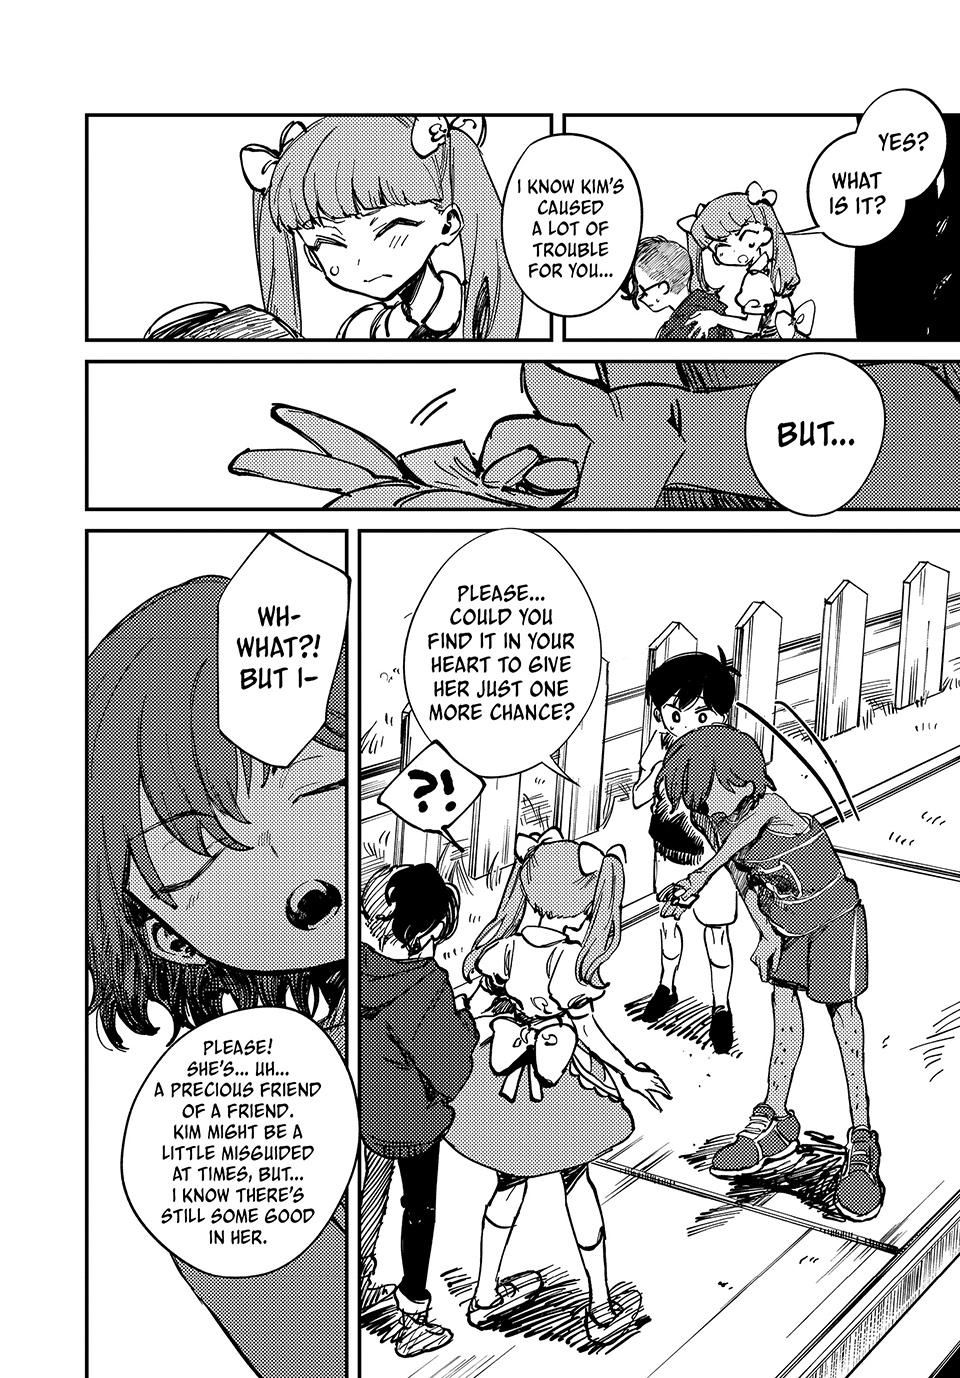 YES?
WHAT
IS IT?
I KNOW KIM'S
CAUSED
A LOT OF
TROUBLE
FOR YOU...
BUT...
PLEASE...
COULD YOU
FIND IT IN YOUR
HEART TO GIVE
HER JUST ONE
MORE CHANCE?
?!
WH-
WHAT?!
BUT I-
PLEASE!
SHE'S... UH...
A PRECIOUS FRIEND
OF A FRIEND.
KIM MIGHT BE A
LITTLE MISGUIDED
AT TIMES, BUT...
I KNOW THERE'S
STILL SOME GOOD
IN HER.